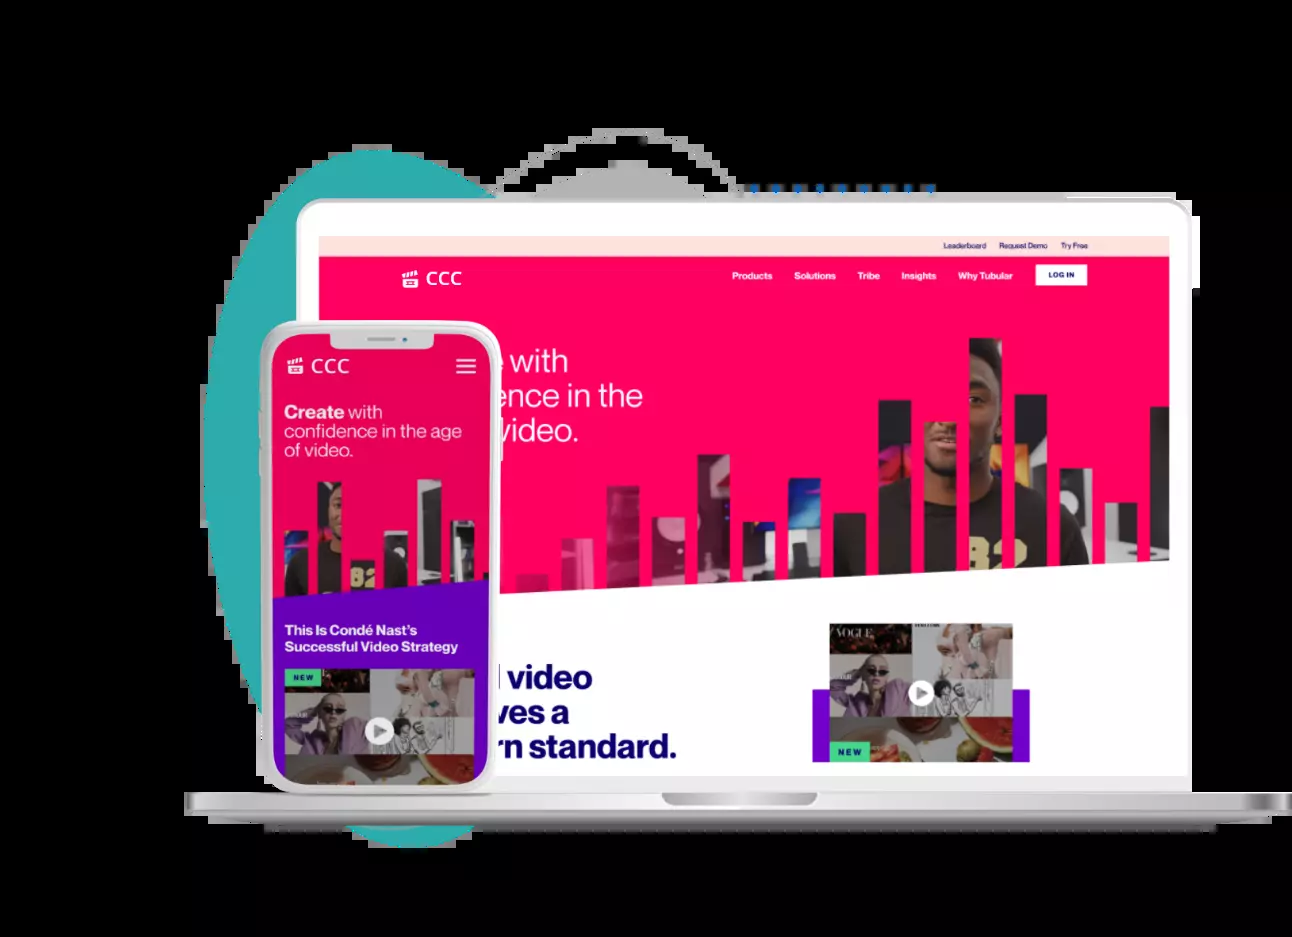 Leaderboard Request Demo Try Free
CCC
Products Solutions Tribe Insights Why Tubular LOG IN
with
ence in the
video.
video
ves a
rn standard.
VOGUE
NEW
82
CCC
Create with
confidence in the age
of video.
82
This Is Condé Nast's
Successful Video Strategy
NEW